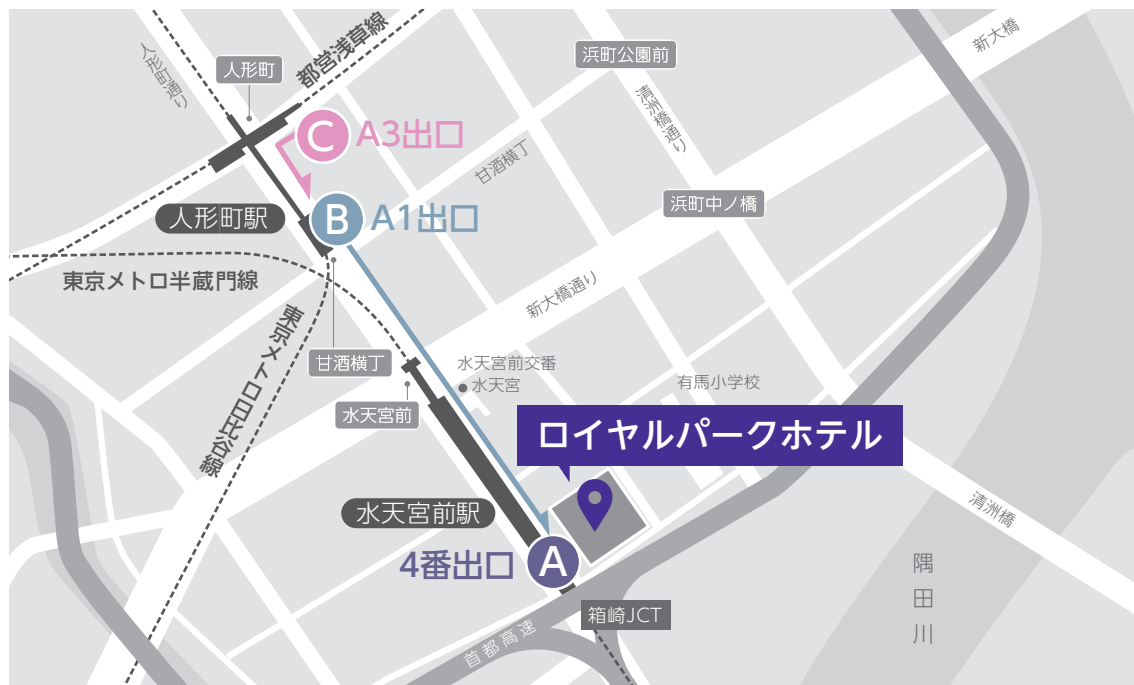 新大橋
人形町通り
人形町
都営浅草線
浜町公園前
清洲橋通り
C
A3出口
甘酒横丁
人形町駅
B
A1出口
浜町中ノ橋
東京メトロ半蔵門線
新大橋通り
東京メトロ日比谷線
甘酒横丁
水天宮前交番
水天宮
有馬小学校
水天宮前
ロイヤルパークホテル
水天宮前駅
清洲橋
4番出口
A
隅田川
箱崎JCT
首都高速